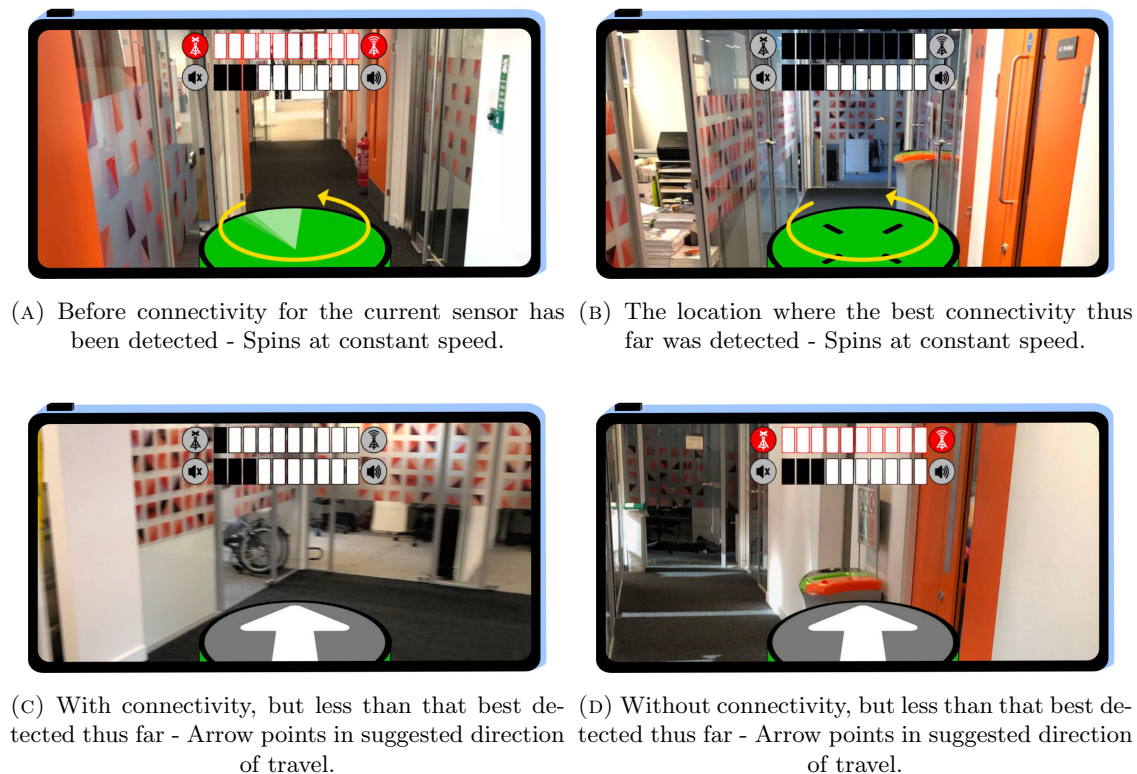 (A) Before connectivity for the current sensor has
been detected - Spins at constant speed.
(B) The location where the best connectivity thus
far was detected - Spins at constant speed.
(C) With connectivity, but less than that best de-
tected thus far - Arrow points in suggested direction
of travel.
(D) Without connectivity, but less than that best de-
tected thus far - Arrow points in suggested direction
of travel.